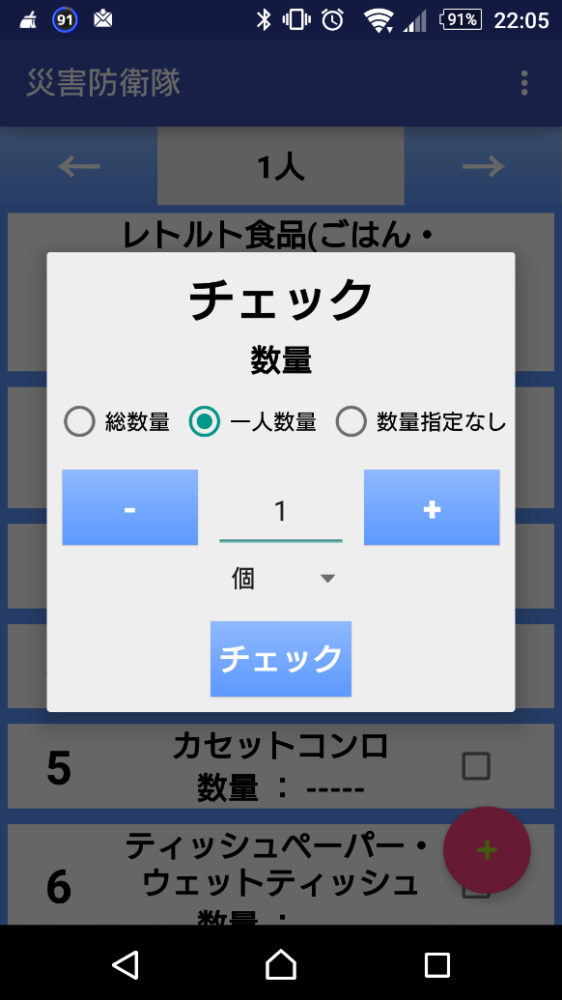 91
91%
22:05
災害防衛隊
← 1人 →
レトルト食品(ごはん・
チェック
数量
総数量 一人数量 数量指定なし
- 1 +
個
チェック
5
カセットコンロ
数量 : -----
+
6
ティッシュペーパー・
ウェットティッシュ
数量 :